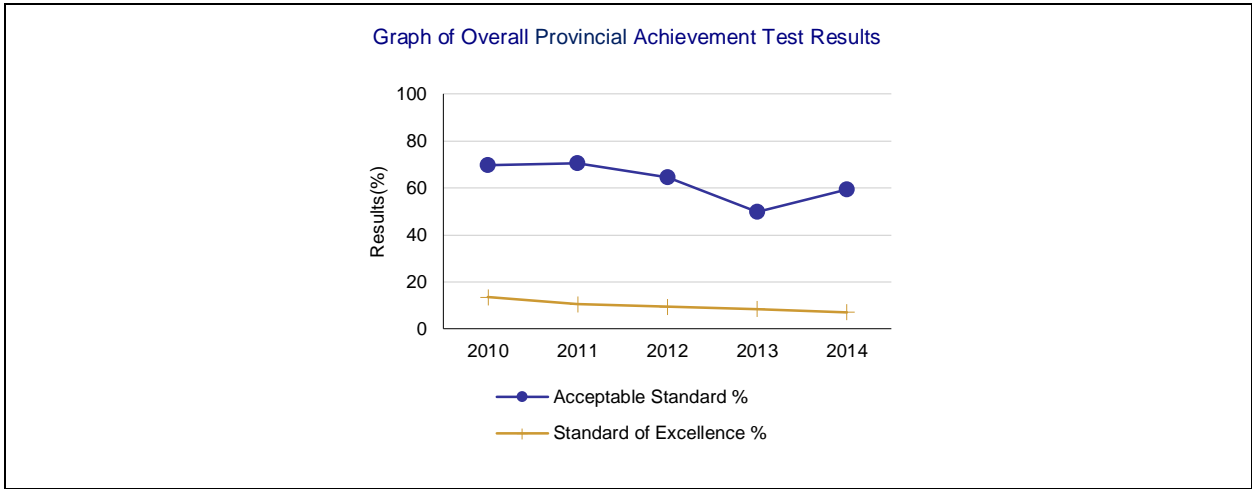 Graph of Overall Provincial Achievement Test Results
Results(%)
100
80
60
40
20
0
2010 2011 2012 2013 2014
Acceptable Standard %
Standard of Excellence %